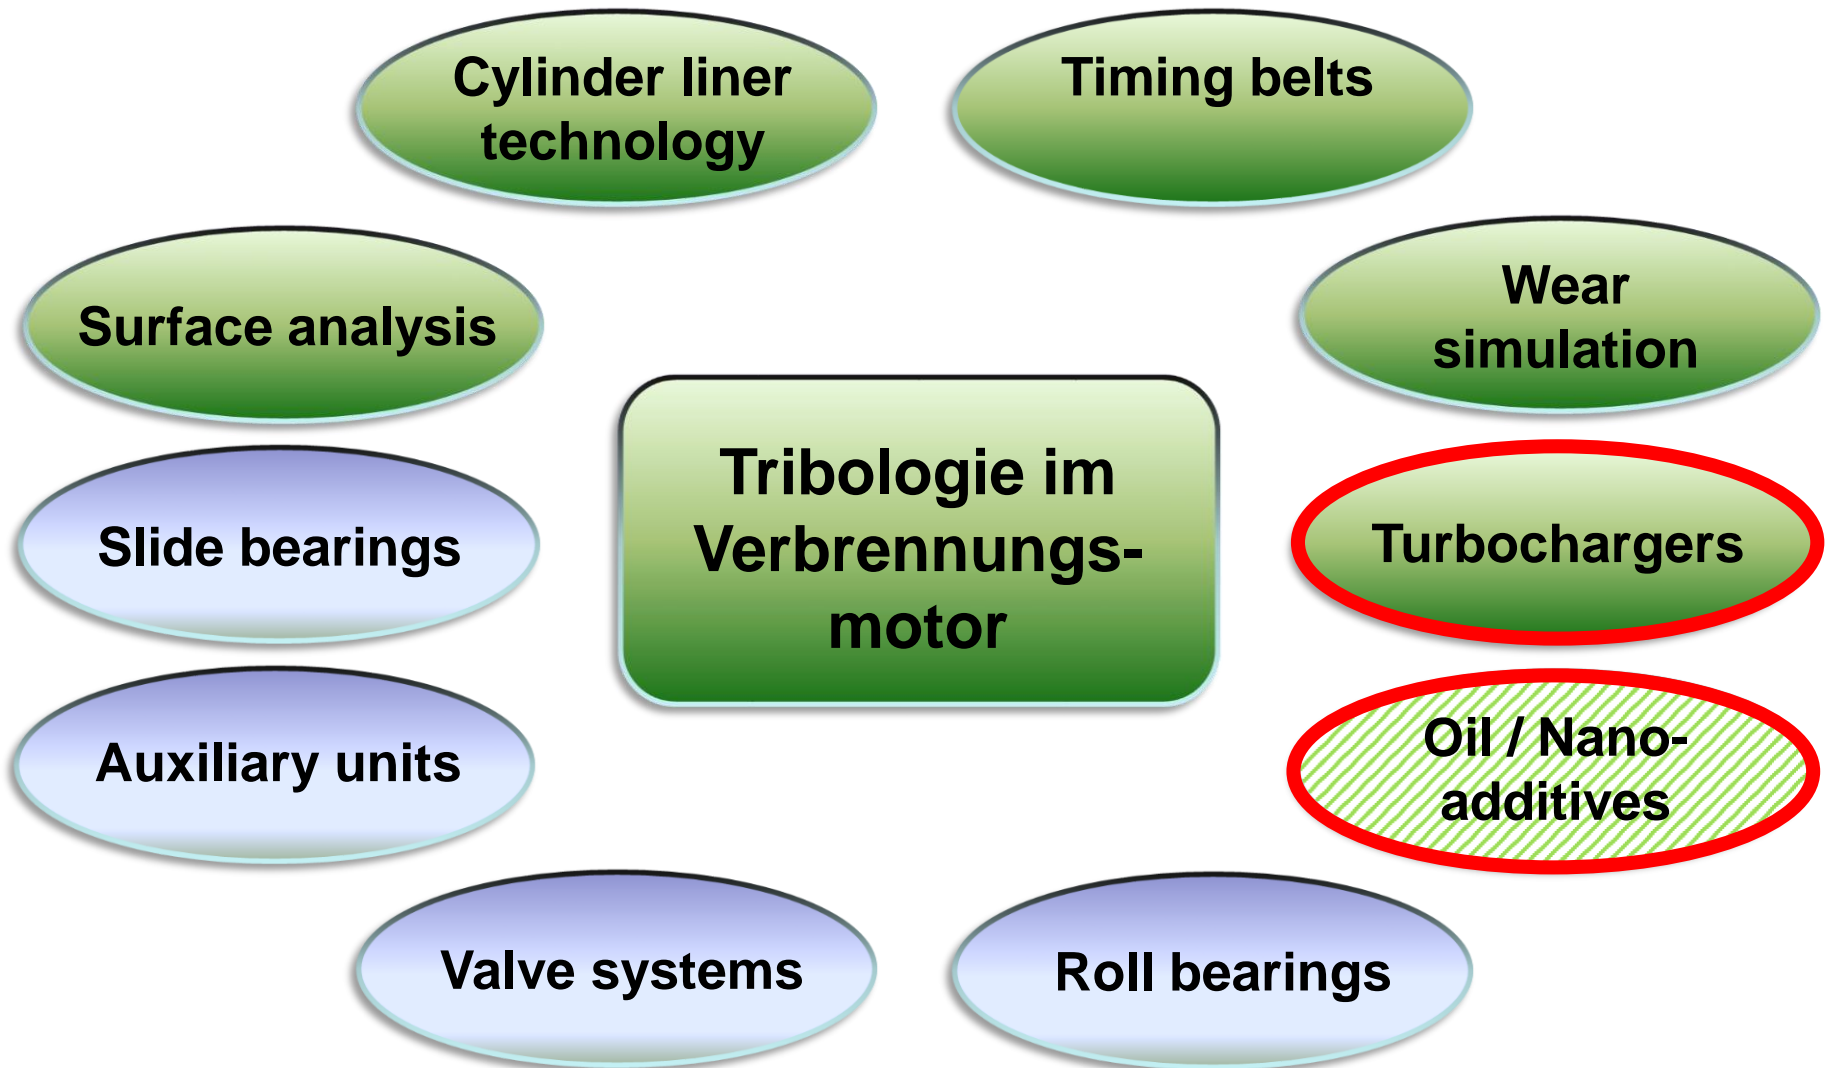 Cylinder liner
technology
Timing belts
Surface analysis
Wear
simulation
Tribologie im
Verbrennungs-
motor
Slide bearings
Turbochargers
Auxiliary units
Oil / Nano-
additives
Valve systems
Roll bearings